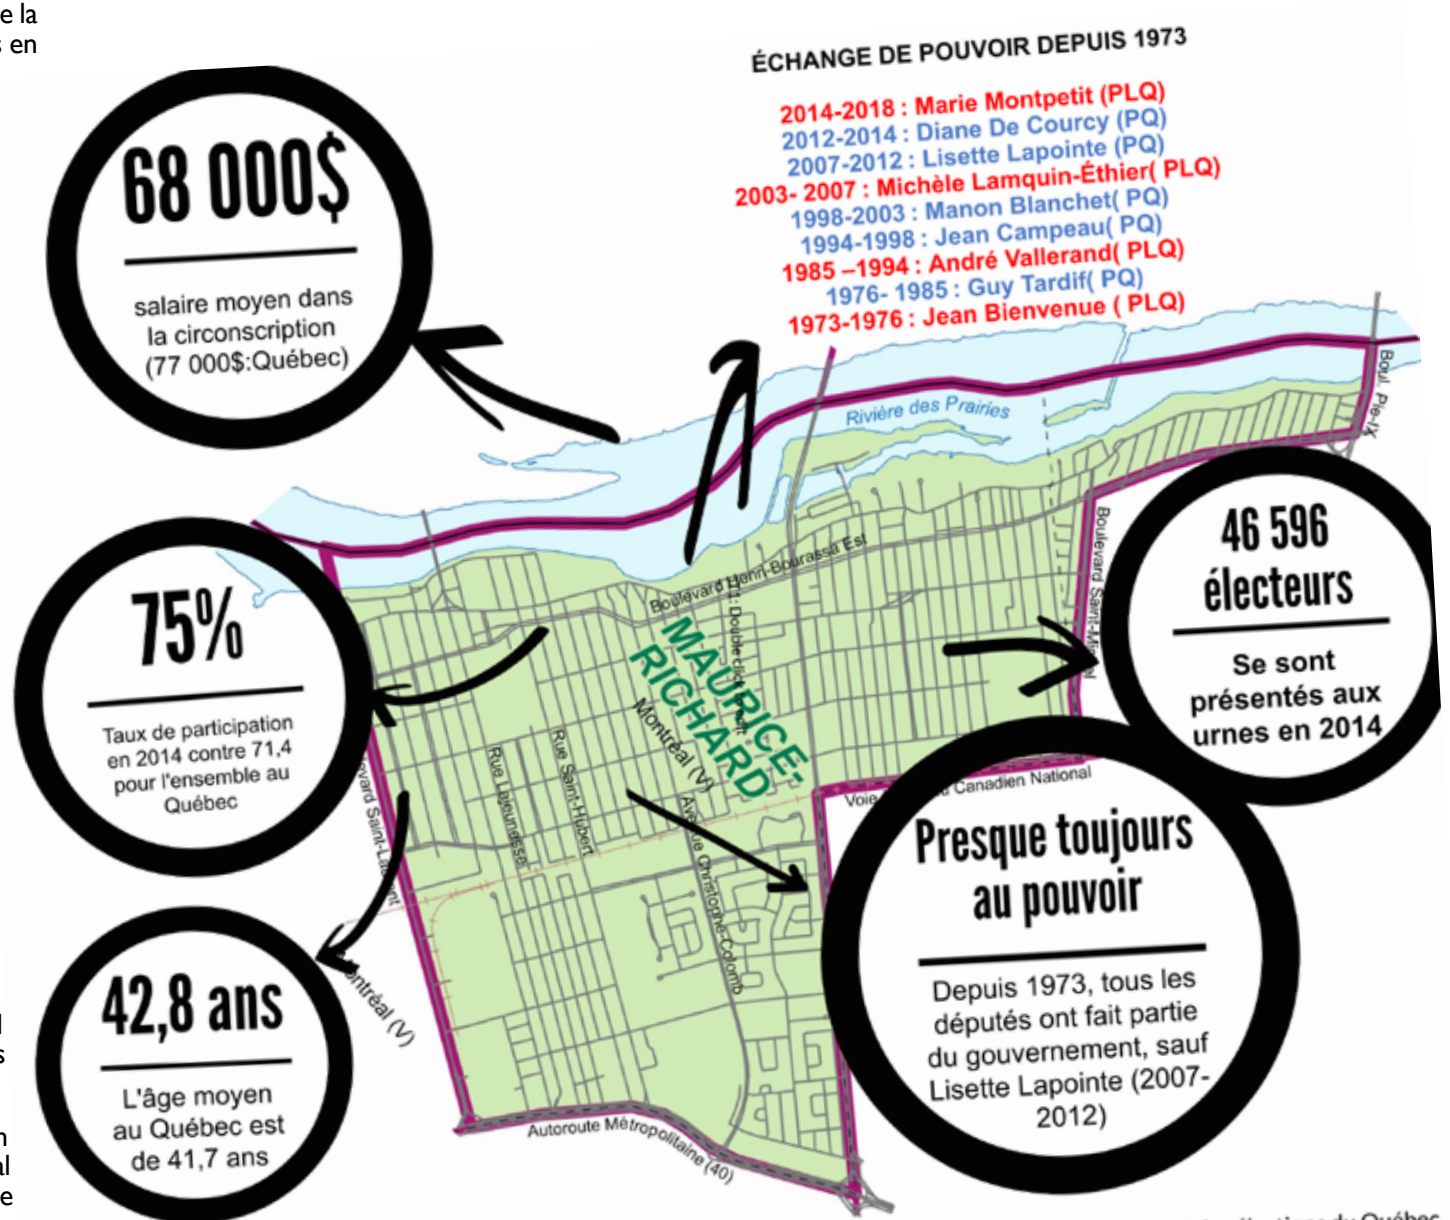 e la
s en
ÉCHANGE DE POUVOIR DEPUIS 1973
2014-2018 : Marie Montpetit (PLQ)
2012-2014 : Diane De Courcy (PQ)
2007-2012 : Lisette Lapointe (PQ)
2003- 2007 : Michèle Lamquin-Éthier( PLQ)
1998-2003 : Manon Blanchet( PQ)
1994-1998 : Jean Campeau( PQ)
1985 –1994 : André Vallerand( PLQ)
1976- 1985 : Guy Tardif( PQ)
1973-1976 : Jean Bienvenue ( PLQ)
68 000$
salaire moyen dans
la circonscription
(77 000$:Québec)
Rivière des Prairies
Boul. Pie-IX
Boulevard Henri-Bourassa Est
Boulevard Saint-Michel
MAURICE-
RICHARD
Montréal (V)
Rue Lajeunesse
Rue Saint-Hubert
Avenue Christophe-Colomb
Voie
Canadien National
Autoroute Métropolitaine (40)
75%
Taux de participation
en 2014 contre 71,4
pour l'ensemble au
Québec
46 596
électeurs
Se sont
présentés aux
urnes en 2014
Presque toujours
au pouvoir
Depuis 1973, tous les
députés ont fait partie
du gouvernement, sauf
Lisette Lapointe (2007-
2012)
42,8 ans
L'âge moyen
au Québec est
de 41,7 ans